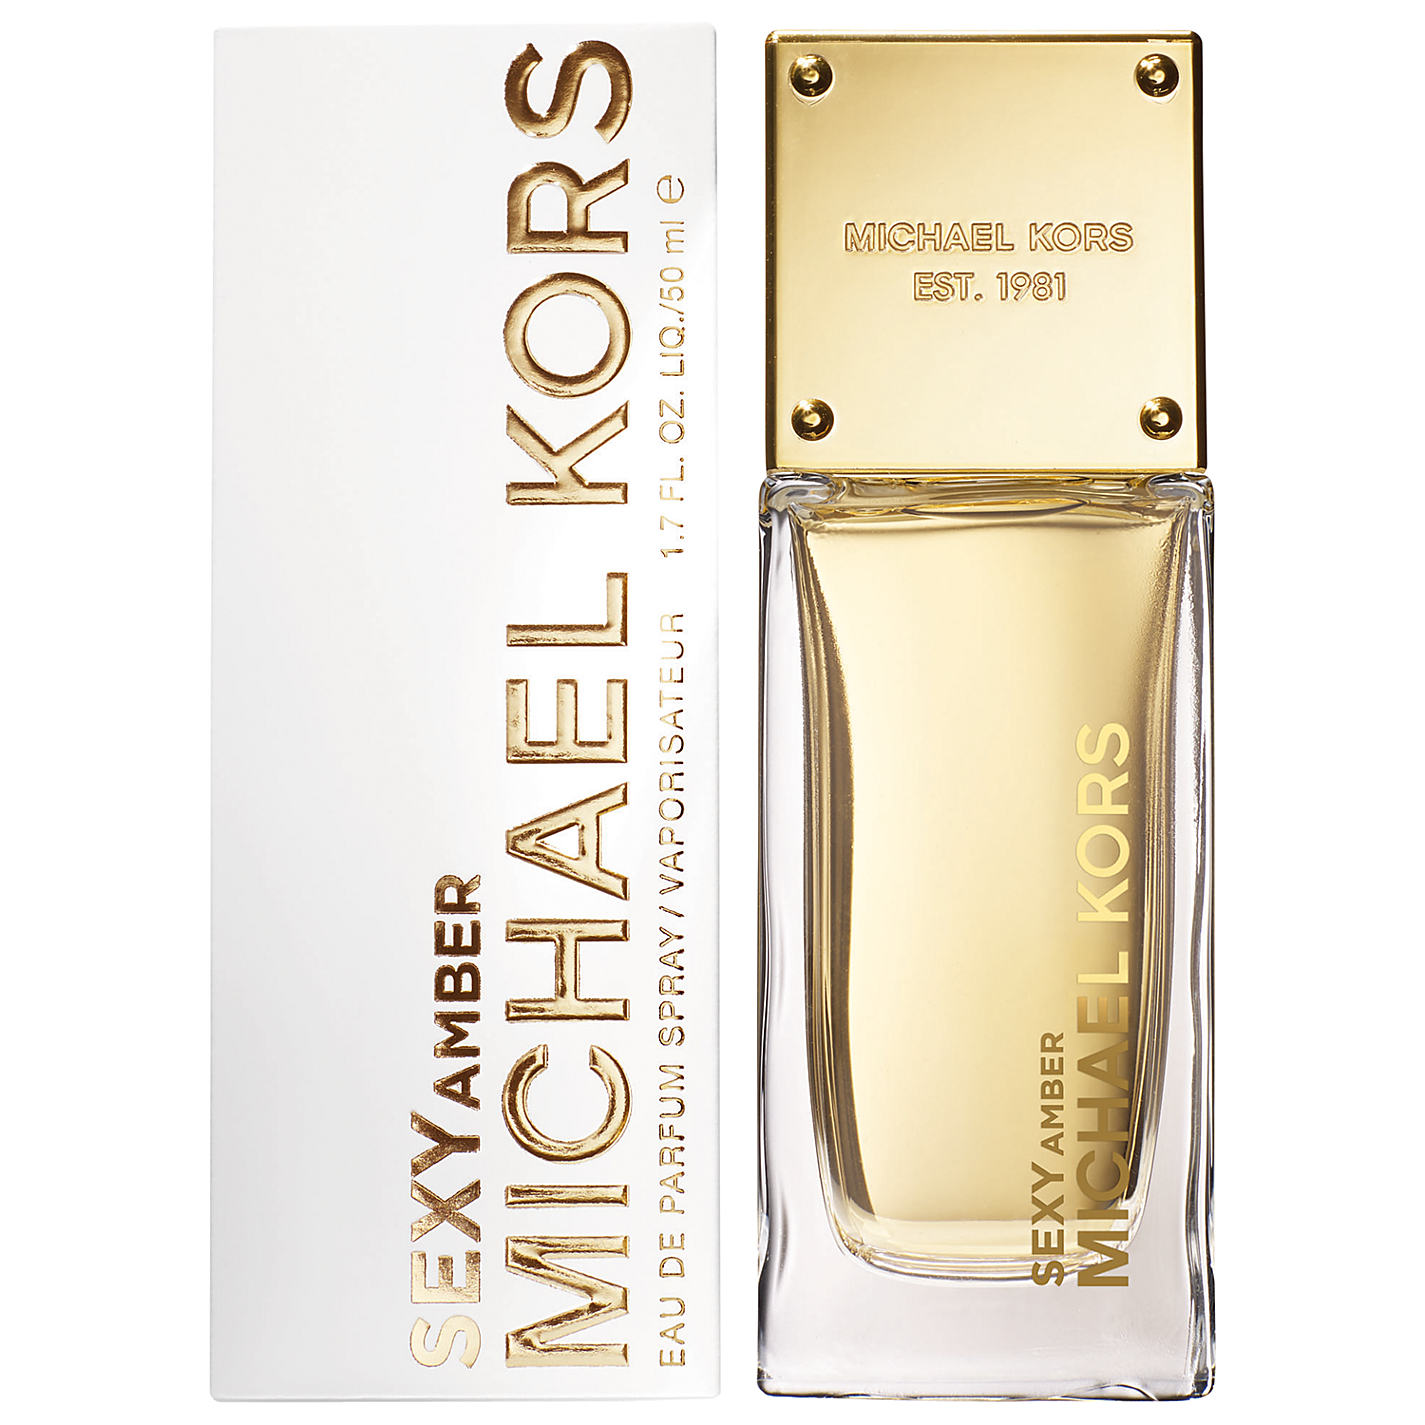 SEXY AMBER
MICHAEL KORS
EAU DE PARFUM SPRAY / VAPORISATEUR 1.7 FL. OZ. LIQ./50 ml ℮
MICHAEL KORS
EST. 1981
SEXY AMBER
MICHAEL KORS